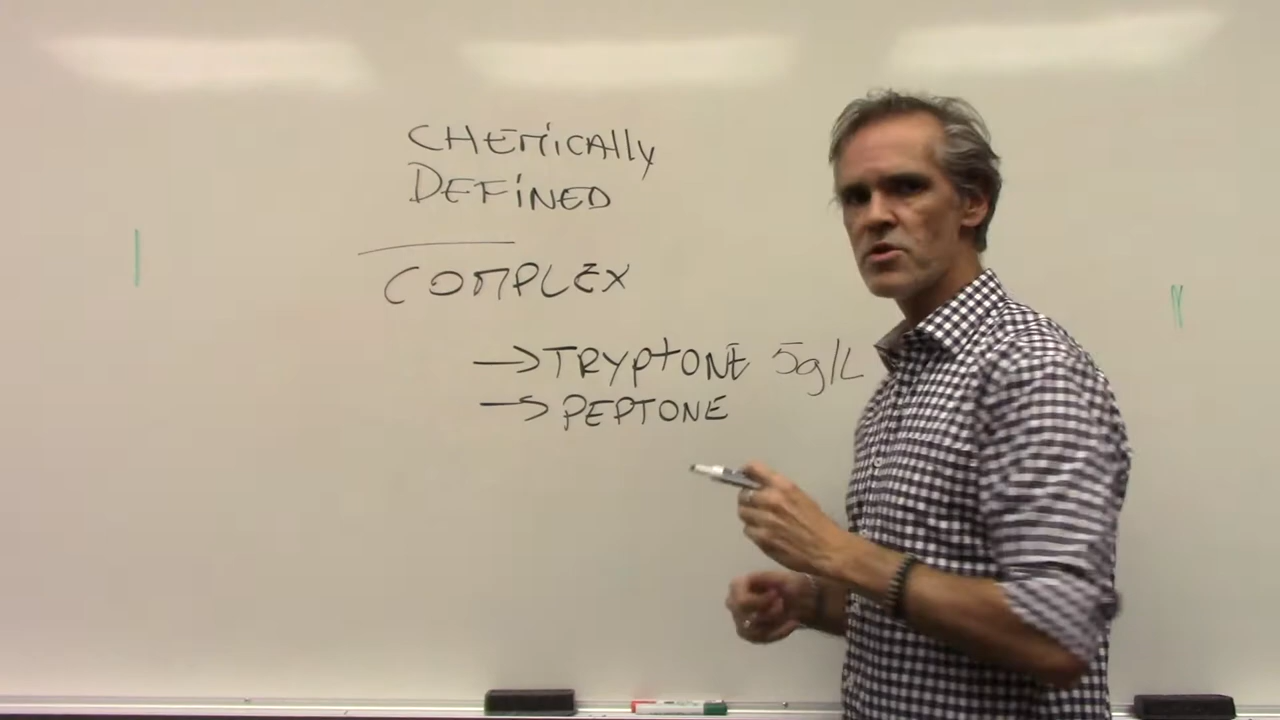 CHEMiCAlly
DEFiNED
COMPLEX
→TRYPTONE 5g/L
→PEPTONE